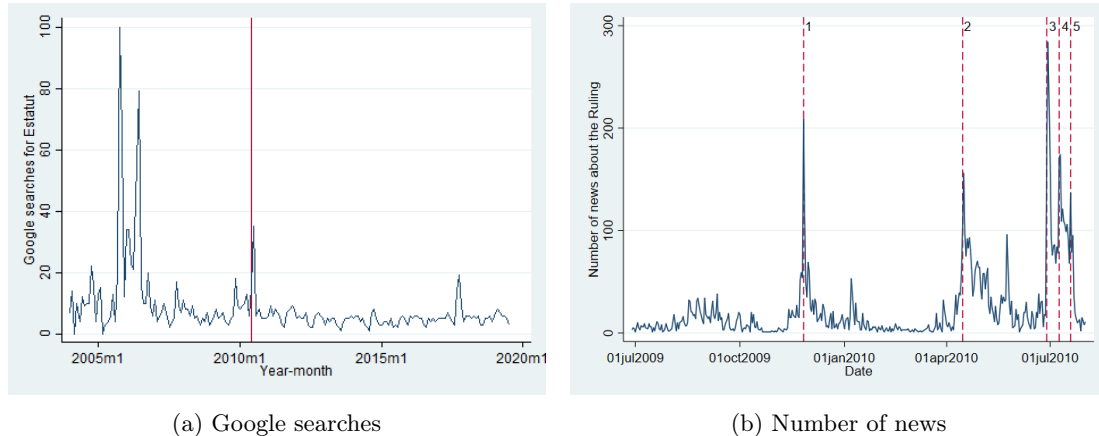 Google searches for Estatut
100
80
60
40
20
0
2005m1 2010m1 2015m1 2020m1
Year-month
(a) Google searches
Number of news about the Ruling
300
200
100
0
1 2 3 4 5
01jul2009 01oct2009 01jan2010 01apr2010 01jul2010
Date
(b) Number of news